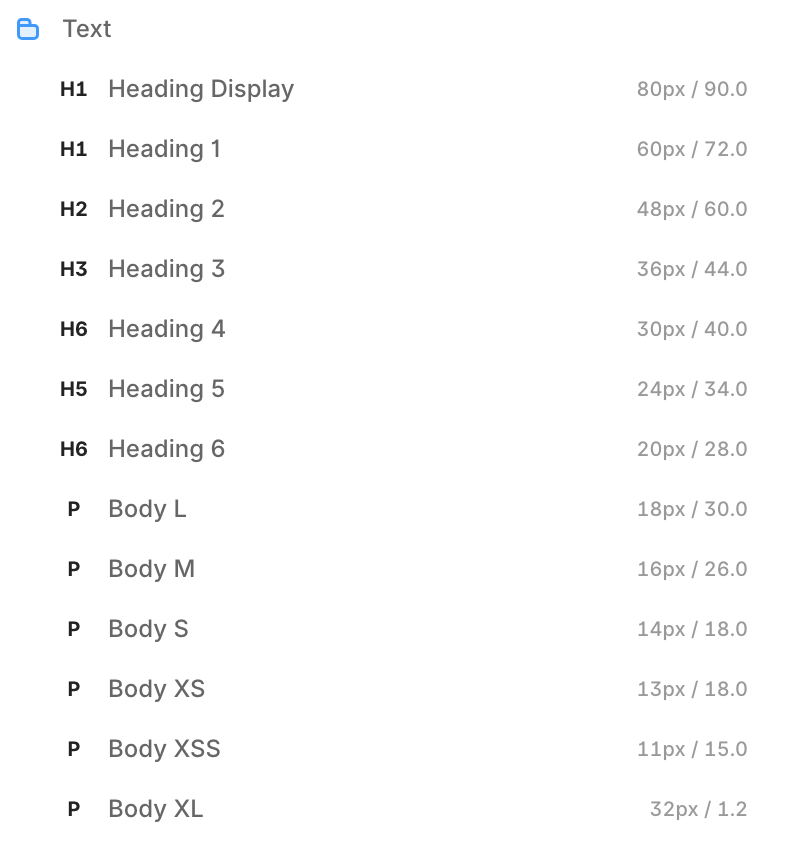 Text
H1 Heading Display 80px / 90.0
H1 Heading 1 60px / 72.0
H2 Heading 2 48px / 60.0
H3 Heading 3 36px / 44.0
H6 Heading 4 30px / 40.0
H5 Heading 5 24px / 34.0
H6 Heading 6 20px / 28.0
P Body L 18px / 30.0
P Body M 16px / 26.0
P Body S 14px / 18.0
P Body XS 13px / 18.0
P Body XSS 11px / 15.0
P Body XL 32px / 1.2